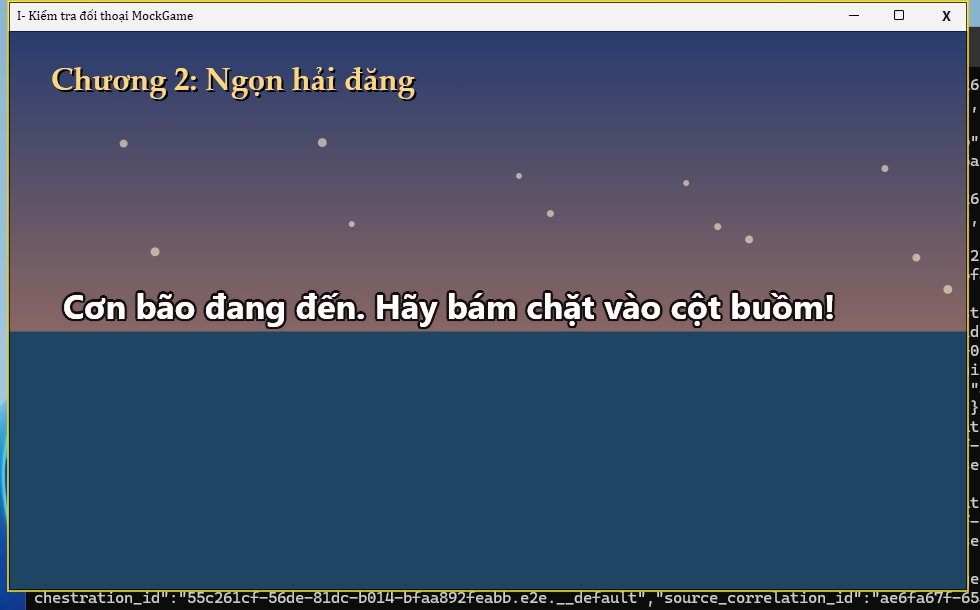 I- Kiểm tra đối thoại MockGame
Chương 2: Ngọn hải đăng
Cơn bão đang đến. Hãy bám chặt vào cột buồm!
chestration_id":"55c261cf-56de-81dc-b014-bfaa892feabb.e2e.__default","source_correlation_id":"ae6fa67f-6